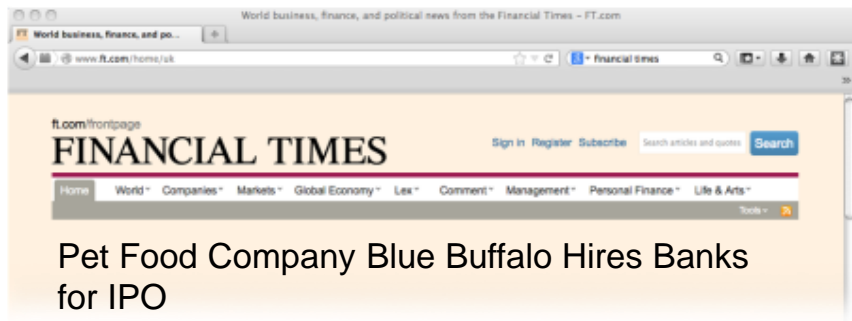 World business, finance, and political news from the Financial Times – FT.com
World business, finance, and po...
www.ft.com/home/uk
financial times
ft.com/frontpage
FINANCIAL TIMES
Sign in Register Subscribe
Search articles and quotes
Search
Home World Companies Markets Global Economy Lex Comment Management Personal Finance Life & Arts
Tools
Pet Food Company Blue Buffalo Hires Banks
for IPO